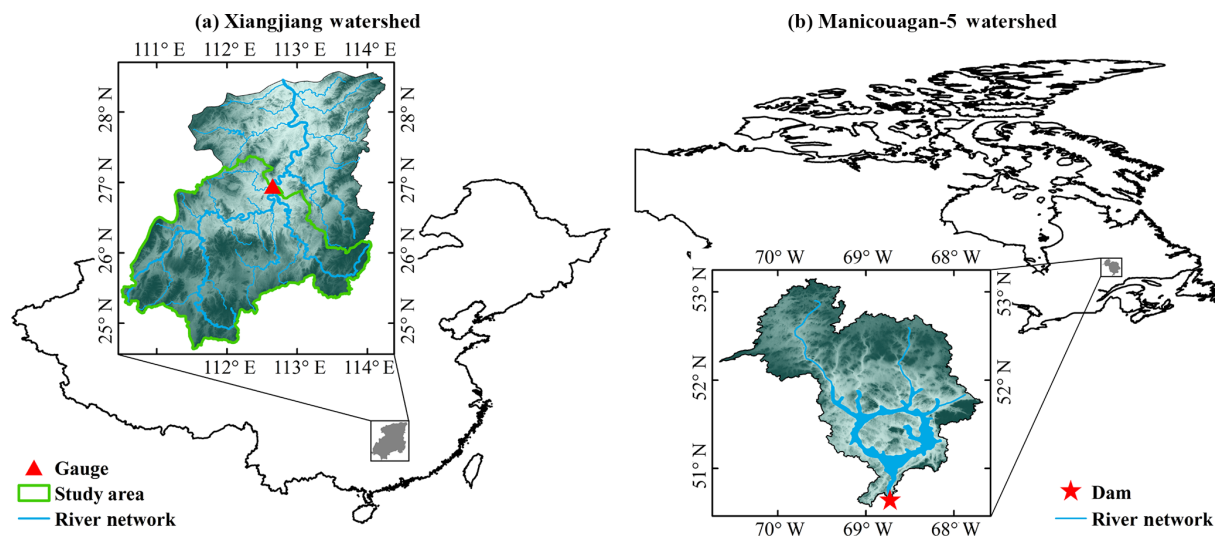 (a) Xiangjiang watershed
111° E 112° E 113° E 114° E
28° N
27° N
26° N
25° N
28° N
27° N
26° N
25° N
112° E 113° E 114° E
Gauge
Study area
River network
(b) Manicouagan-5 watershed
70° W 69° W 68° W
53° N
52° N
51° N
53° N
52° N
51° N
70° W 69° W 68° W
Dam
River network